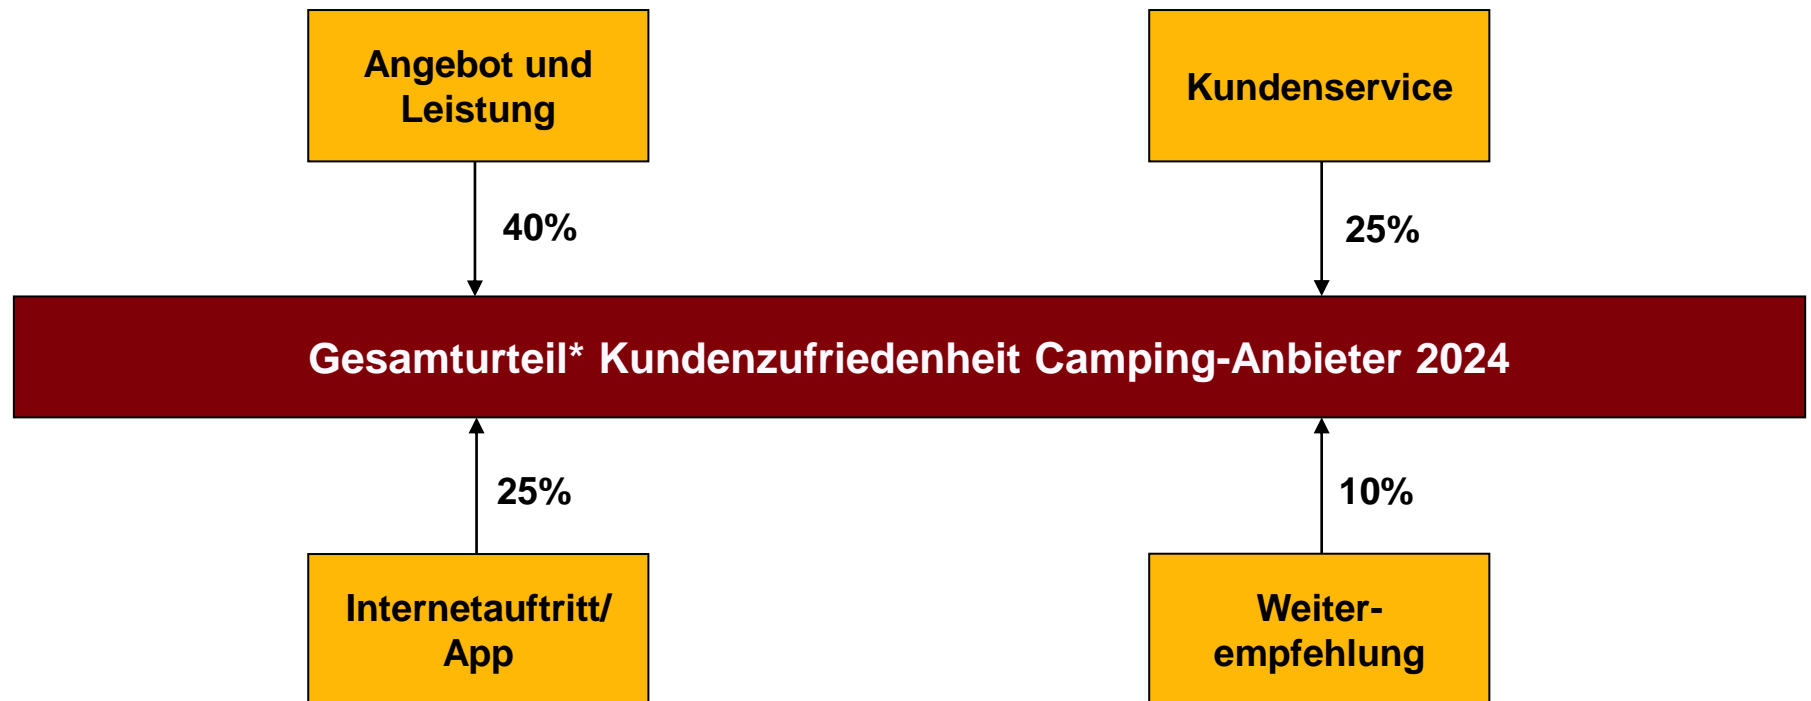 Angebot und
Leistung
Kundenservice
40%
25%
Gesamturteil* Kundenzufriedenheit Camping-Anbieter 2024
25%
10%
Internetauftritt/
App
Weiter-
empfehlung